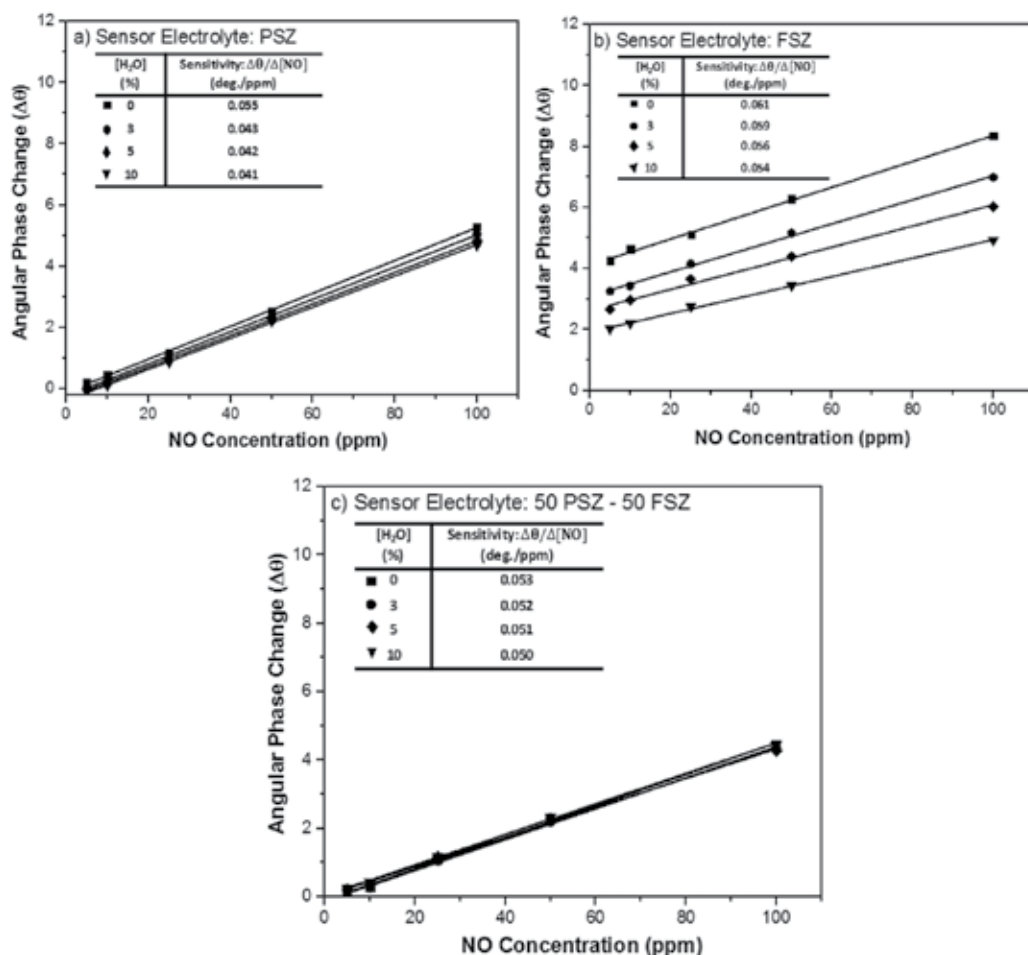 a) Sensor Electrolyte: PSZ
[H₂O] Sensitivity: Δθ/Δ[NO]
(%) (deg./ppm)
0 0.055
3 0.043
5 0.042
10 0.041
12
10
8
6
4
2
0
Angular Phase Change (Δθ)
0 20 40 60 80 100
NO Concentration (ppm)
b) Sensor Electrolyte: FSZ
[H₂O] Sensitivity: Δθ/Δ[NO]
(%) (deg./ppm)
0 0.061
3 0.059
5 0.056
10 0.054
12
10
8
6
4
2
0
Angular Phase Change (Δθ)
20 40 60 80 100
NO Concentration (ppm)
c) Sensor Electrolyte: 50 PSZ - 50 FSZ
[H₂O] Sensitivity: Δθ/Δ[NO]
(%) (deg./ppm)
0 0.053
3 0.052
5 0.051
10 0.050
12
10
8
6
4
2
0
Angular Phase Change (Δθ)
0 20 40 60 80 100
NO Concentration (ppm)